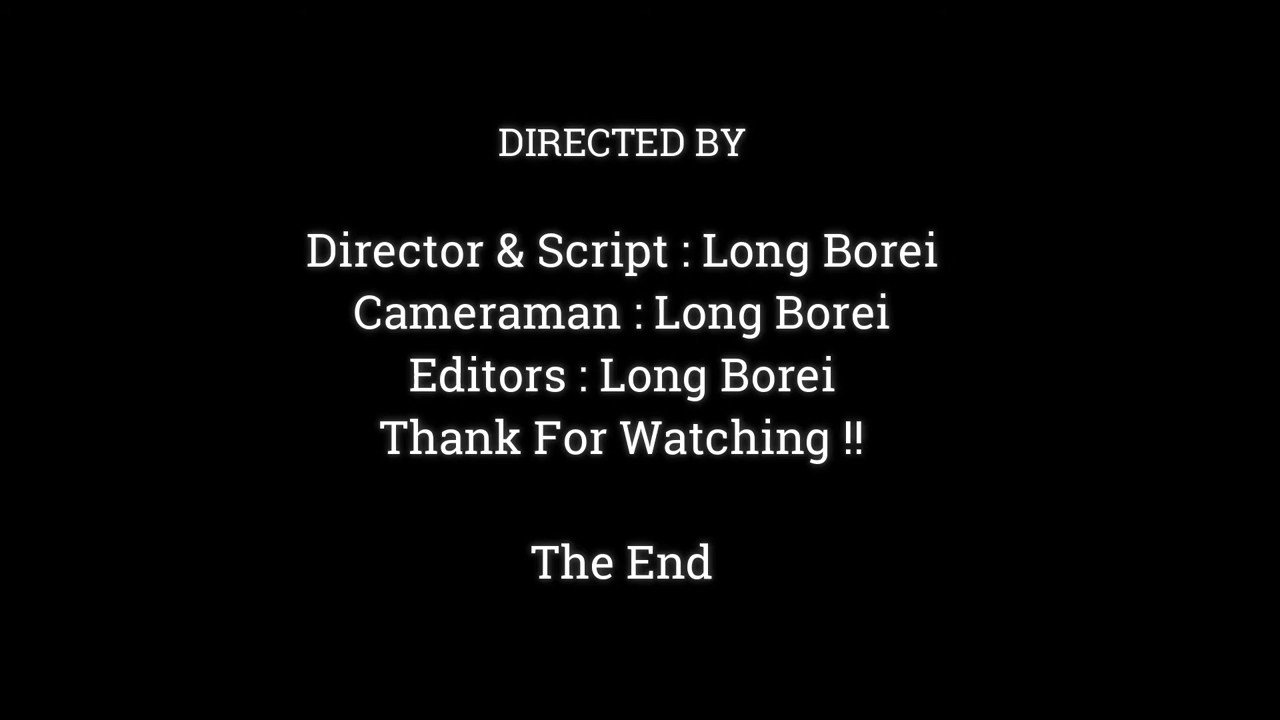 DIRECTED BY
Director & Script : Long Borei
Cameraman : Long Borei
Editors : Long Borei
Thank For Watching !!
The End